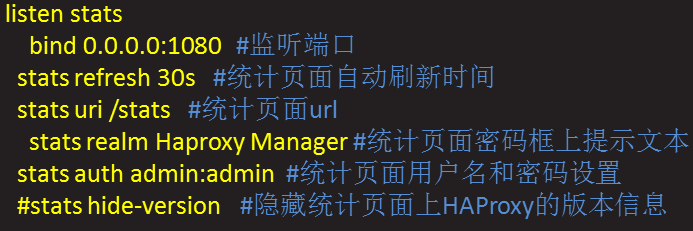 listen stats
bind 0.0.0.0:1080 #监听端口
stats refresh 30s #统计页面自动刷新时间
stats uri /stats #统计页面url
stats realm Haproxy Manager #统计页面密码框上提示文本
stats auth admin:admin #统计页面用户名和密码设置
#stats hide-version #隐藏统计页面上HAProxy的版本信息